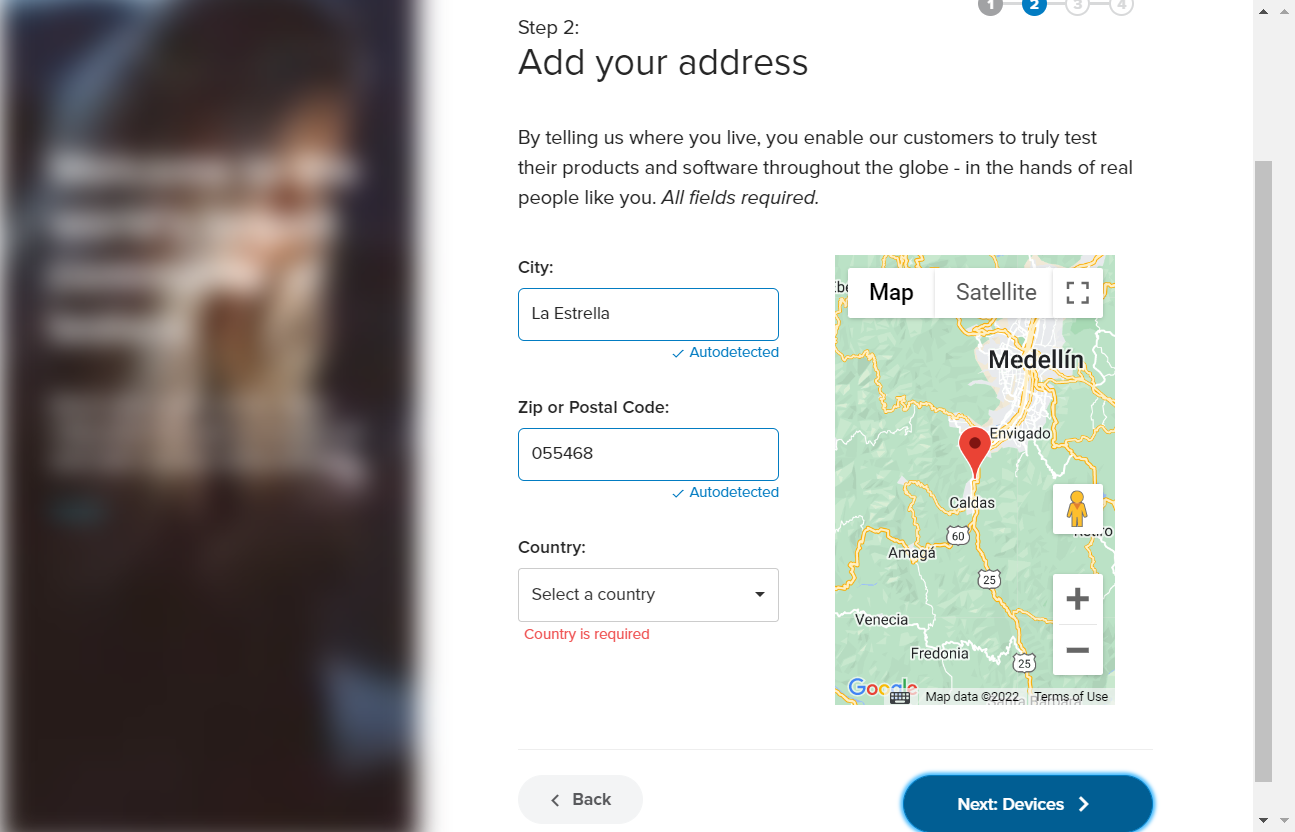 1 2 3 4
Step 2:
Add your address
By telling us where you live, you enable our customers to truly test
their products and software throughout the globe - in the hands of real
people like you. All fields required.
City:
La Estrella
Autodetected
Zip or Postal Code:
055468
Autodetected
Country:
Select a country
Country is required
Map Satellite
Medellín
Envigado
Caldas
60
Amagá
25
Venecia
Fredonia
25
Google
Map data ©2022 Terms of Use
Back
Next: Devices